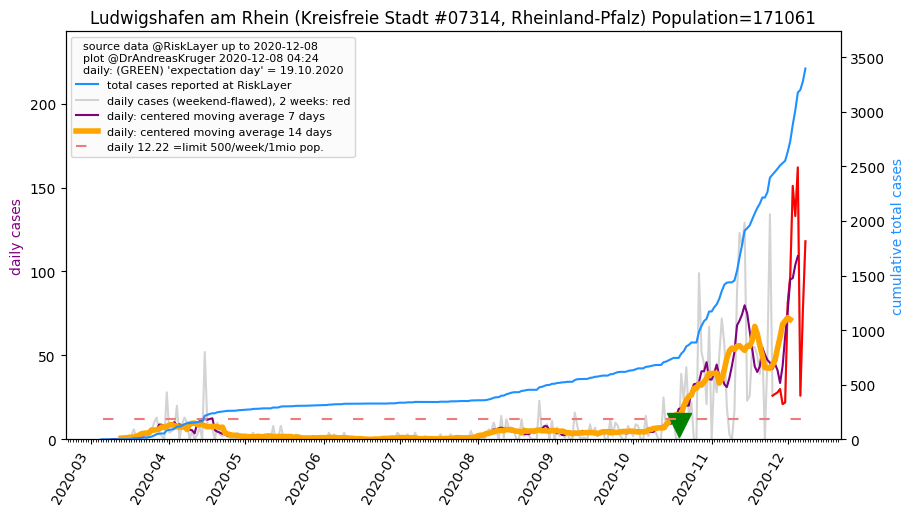 Ludwigshafen am Rhein (Kreisfreie Stadt #07314, Rheinland-Pfalz) Population=171061
source data @RiskLayer up to 2020-12-08
plot @DrAndreasKruger 2020-12-08 04:24
daily: (GREEN) 'expectation day' = 19.10.2020
total cases reported at RiskLayer
daily cases (weekend-flawed), 2 weeks: red
daily: centered moving average 7 days
daily: centered moving average 14 days
daily 12.22 =limit 500/week/1mio pop.
daily cases
200
150
100
50
0
cumulative total cases
3500
3000
2500
2000
1500
1000
500
0
2020-03
2020-04
2020-05
2020-06
2020-07
2020-08
2020-09
2020-10
2020-11
2020-12